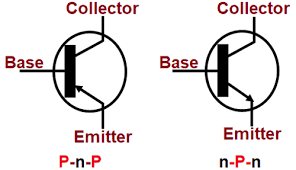 Collector Collector
Base Base
Emitter Emitter
P-n-P n-P-n